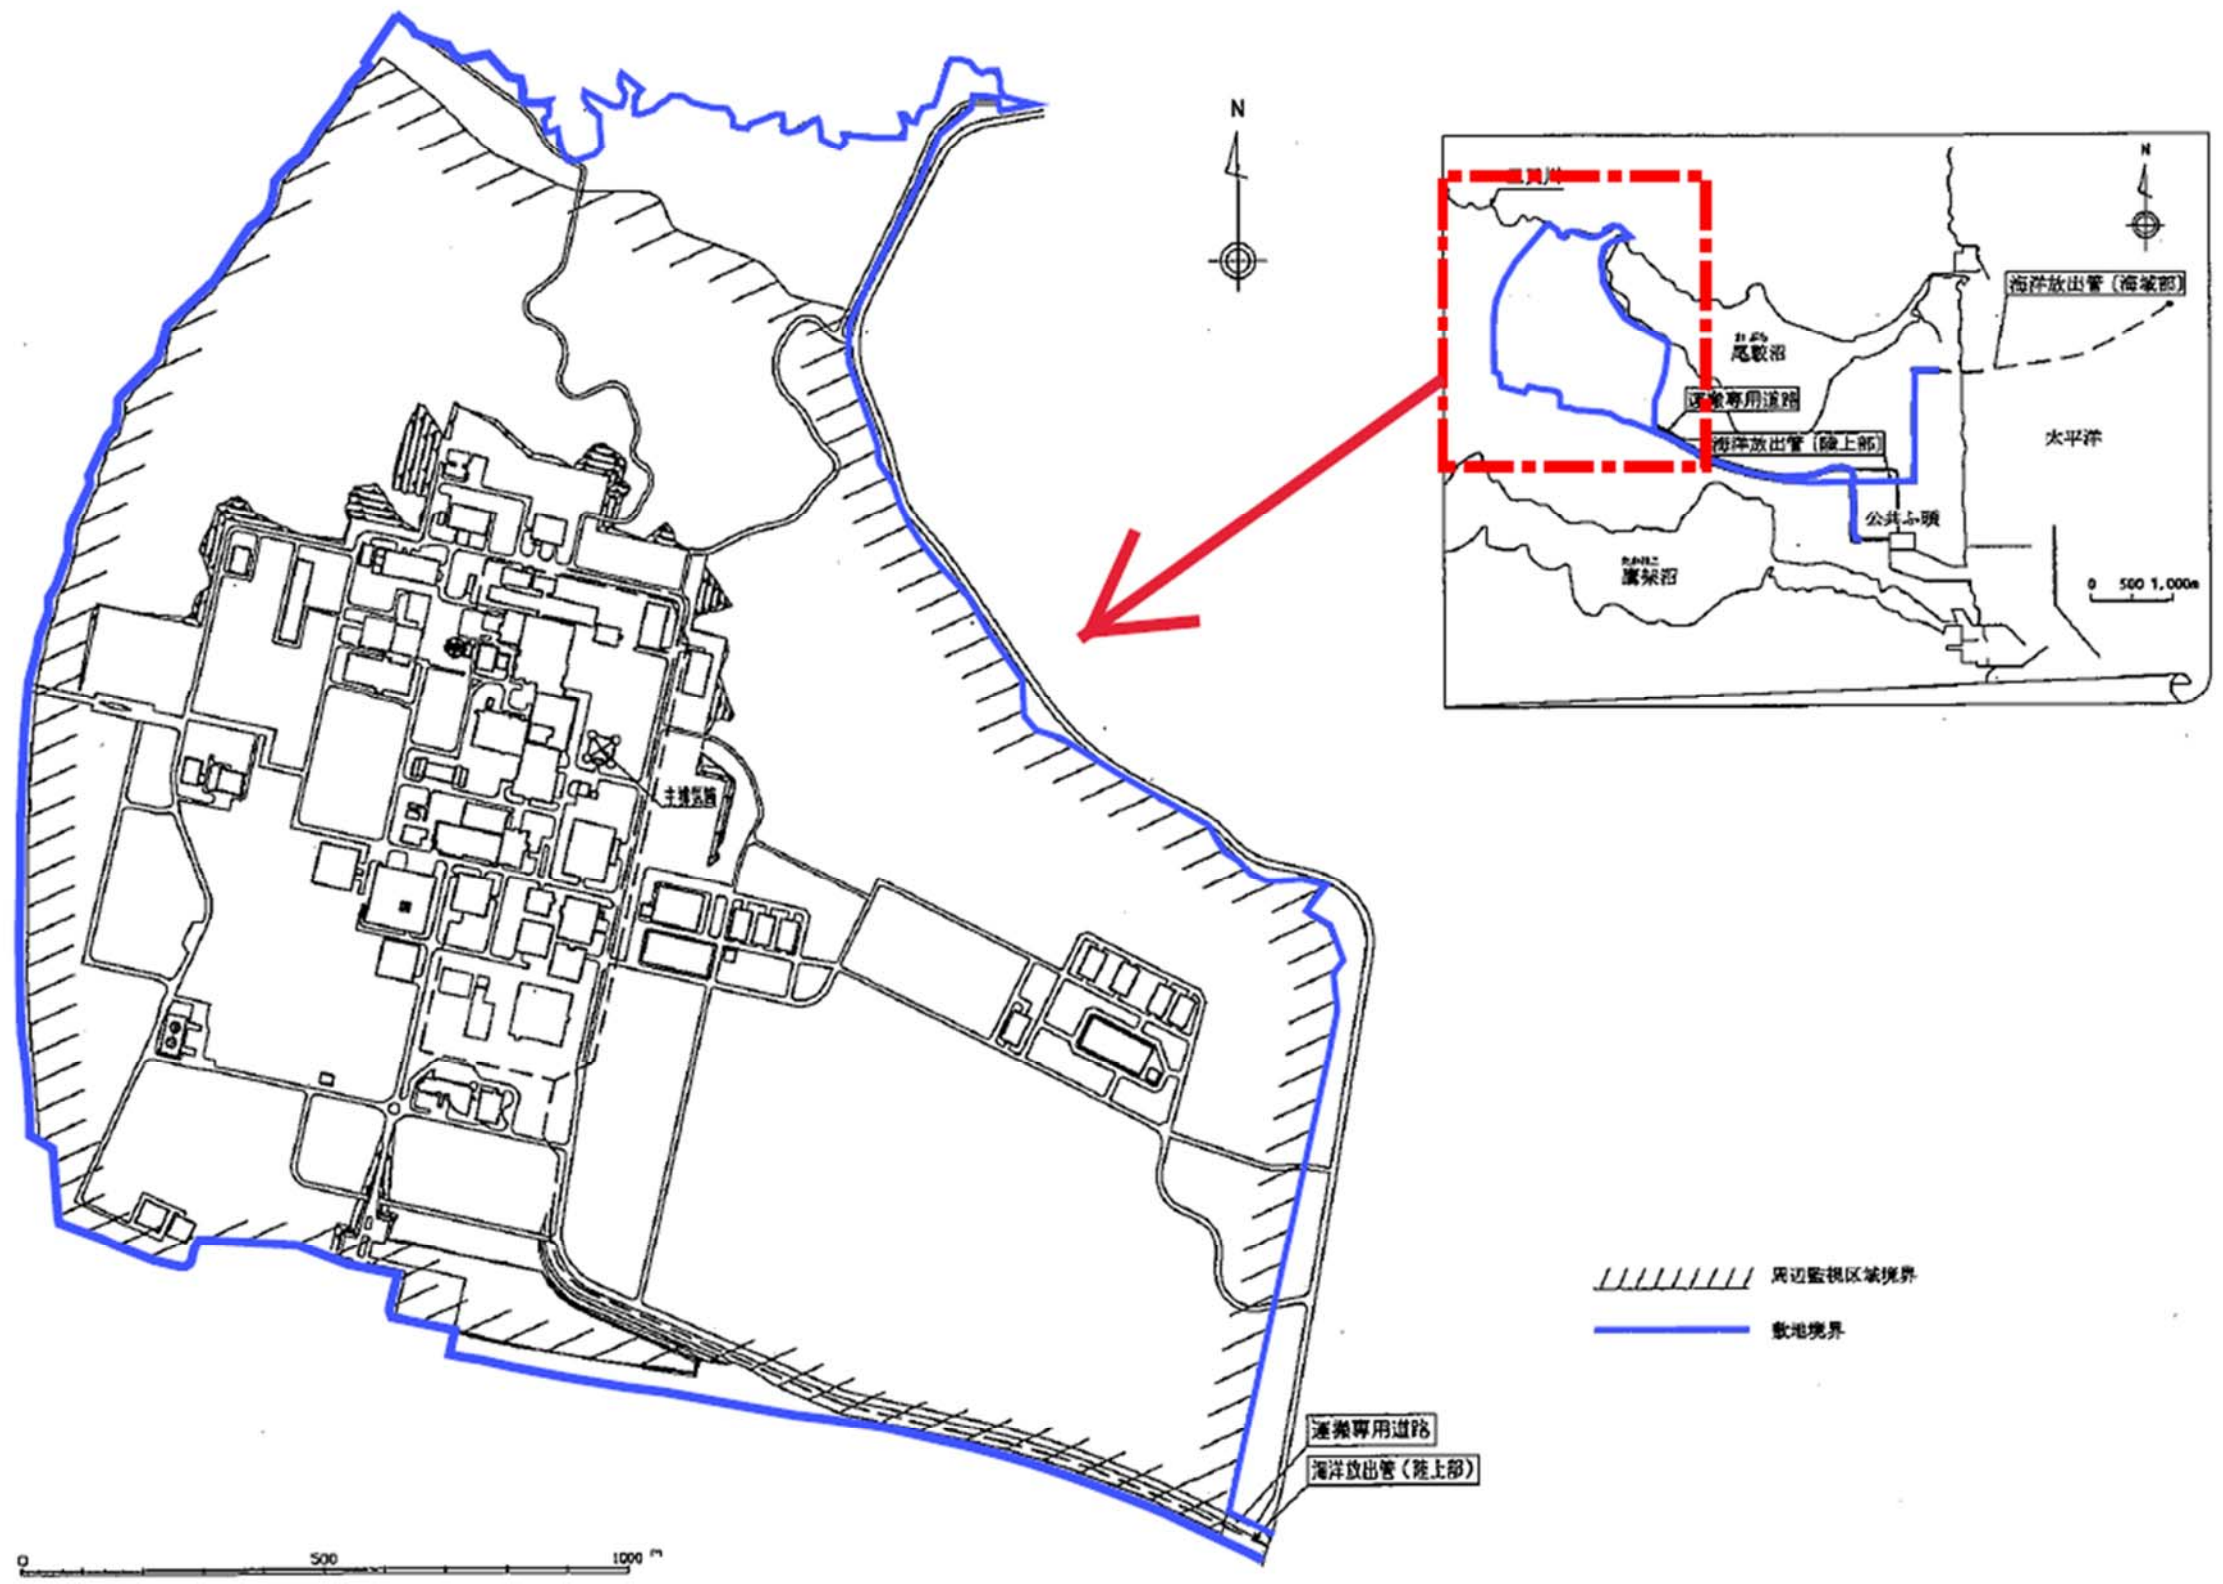 N
N
海洋放出管(海域部)
尾駮沼
運搬専用道路
海洋放出管(陸上部)
太平洋
公共ふ頭
鷹架沼
0 500 1,000m
主排気筒
周辺監視区域境界
敷地境界
運搬専用道路
海洋放出管(陸上部)
0 500 1000 m